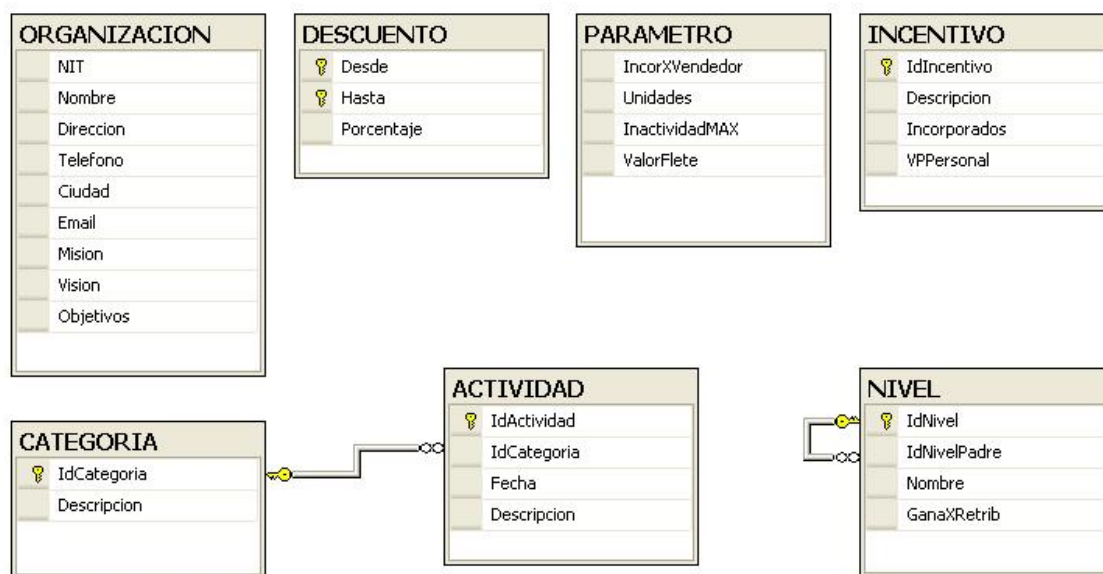 ORGANIZACION
NIT
Nombre
Direccion
Telefono
Ciudad
Email
Mision
Vision
Objetivos
DESCUENTO
Desde
Hasta
Porcentaje
PARAMETRO
IncorXVendedor
Unidades
InactividadMAX
ValorFlete
INCENTIVO
IdIncentivo
Descripcion
Incorporados
VPPersonal
CATEGORIA
IdCategoria
Descripcion
ACTIVIDAD
IdActividad
IdCategoria
Fecha
Descripcion
NIVEL
IdNivel
IdNivelPadre
Nombre
GanaXRetrib